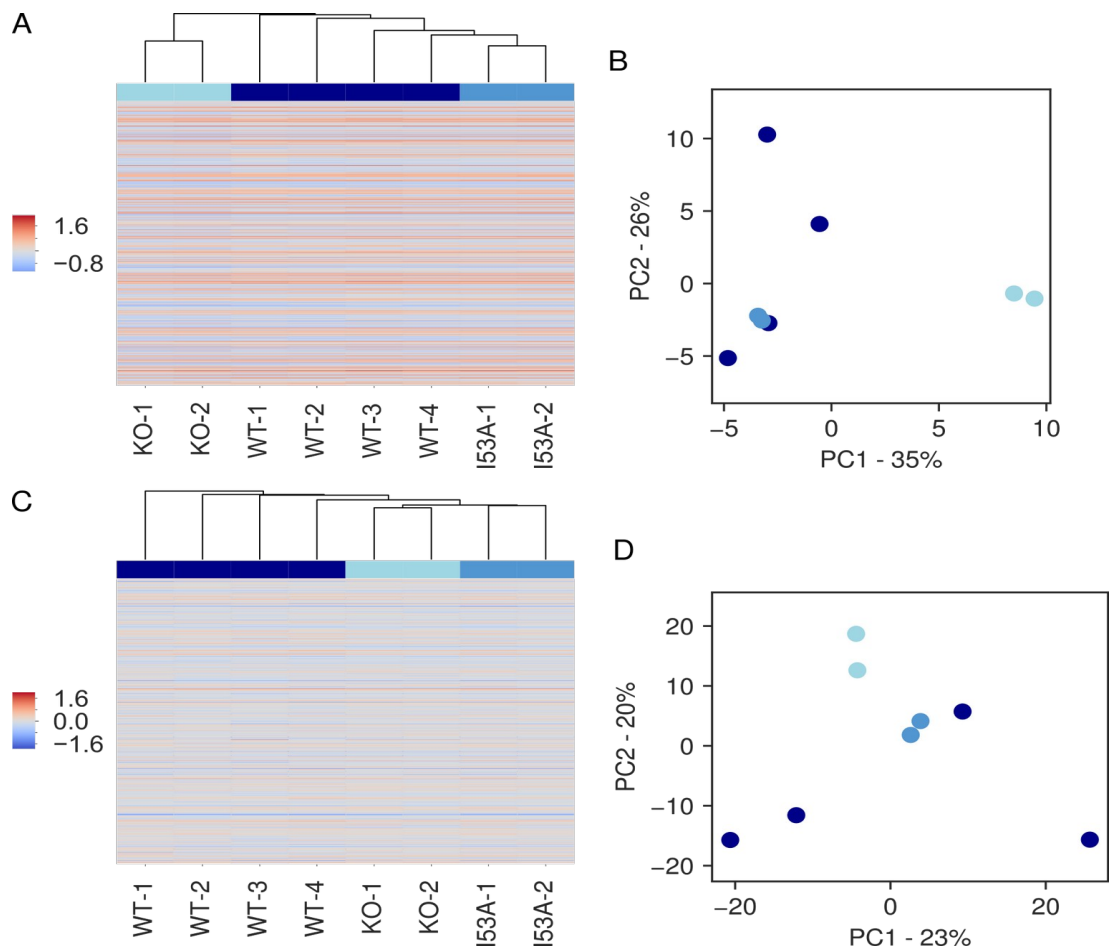 A
1.6
−0.8
KO-1 KO-2 WT-1 WT-2 WT-3 WT-4 I53A-1 I53A-2
B
10
5
0
−5
PC2 - 26%
−5 0 5 10
PC1 - 35%
C
1.6
0.0
−1.6
WT-1 WT-2 WT-3 WT-4 KO-1 KO-2 I53A-1 I53A-2
D
20
10
0
−10
−20
PC2 - 20%
−20 0 20
PC1 - 23%